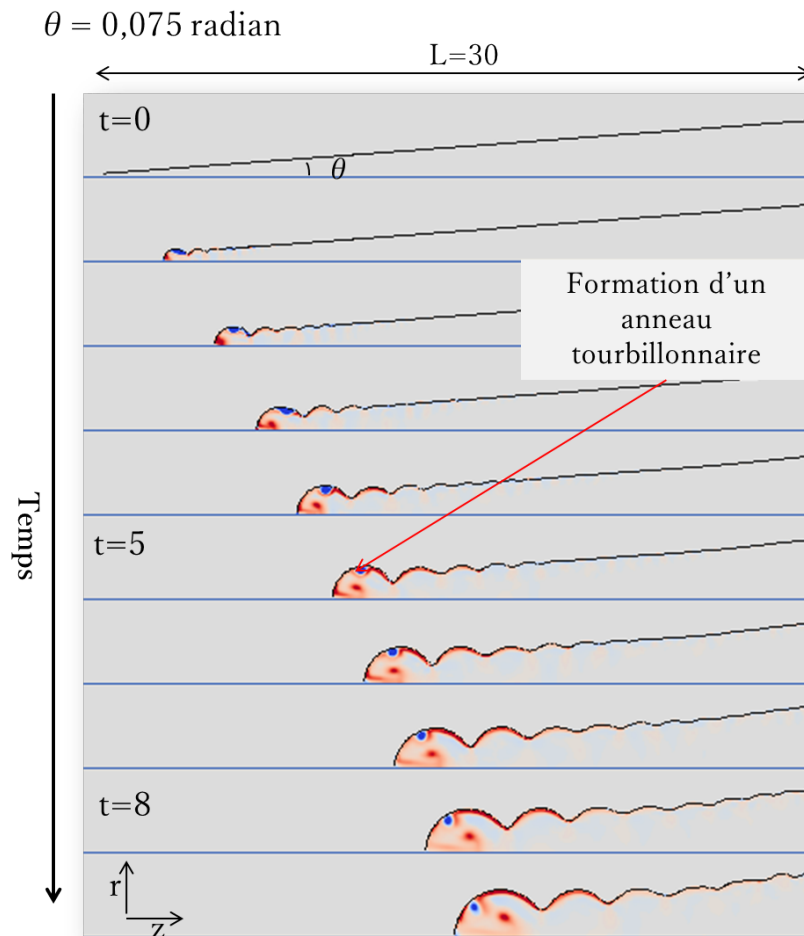 θ = 0,075 radian
L=30
t=0
θ
Formation d’un
anneau
tourbillonnaire
Temps
t=5
t=8
r
z